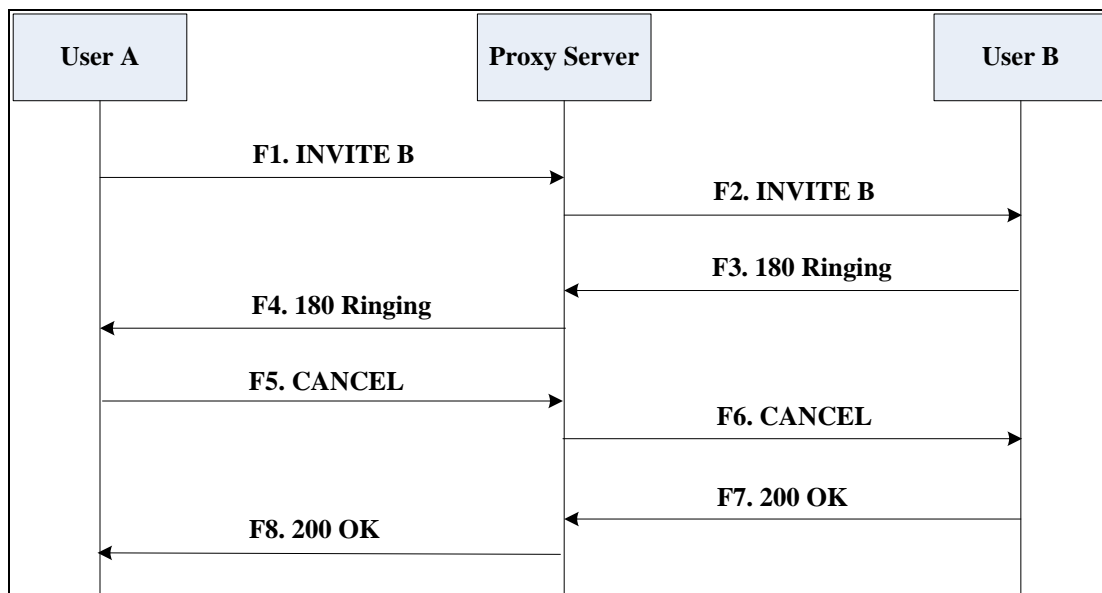 User A
Proxy Server
User B
F1. INVITE B
F2. INVITE B
F3. 180 Ringing
F4. 180 Ringing
F5. CANCEL
F6. CANCEL
F7. 200 OK
F8. 200 OK